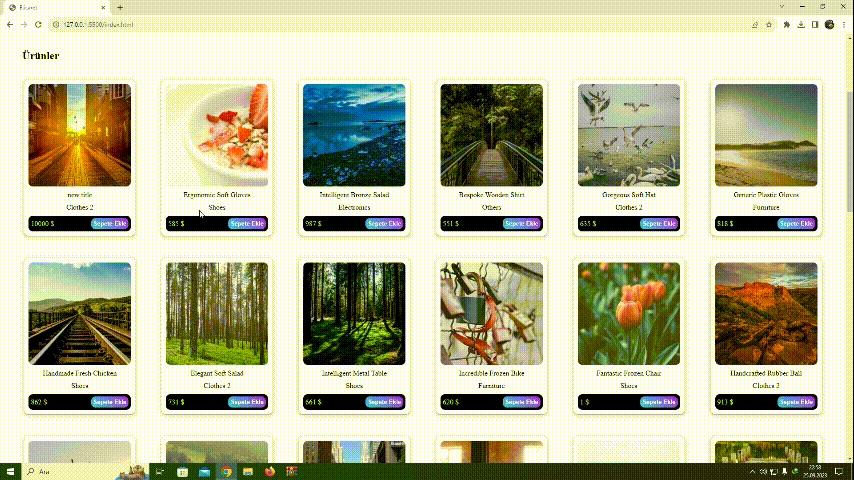 127.0.0.1:5500/index.html
Ürünler
new title
Clothes 2
10000 $ Sepete Ekle
Ergonomic Soft Gloves
Shoes
585 $ Sepete Ekle
Intelligent Bronze Salad
Electronics
987 $ Sepete Ekle
Bespoke Wooden Shirt
Others
551 $ Sepete Ekle
Gorgeous Soft Hat
Clothes 2
635 $ Sepete Ekle
Generic Plastic Gloves
Furniture
818 $ Sepete Ekle
Handmade Fresh Chicken
Shoes
862 $ Sepete Ekle
Elegant Soft Salad
Clothes 2
731 $ Sepete Ekle
Intelligent Metal Table
Shoes
661 $ Sepete Ekle
Incredible Frozen Bike
Furniture
620 $ Sepete Ekle
Fantastic Frozen Chair
Shoes
1 $ Sepete Ekle
Handcrafted Rubber Ball
Clothes 2
913 $ Sepete Ekle
Ara
22:58
25.09.2023